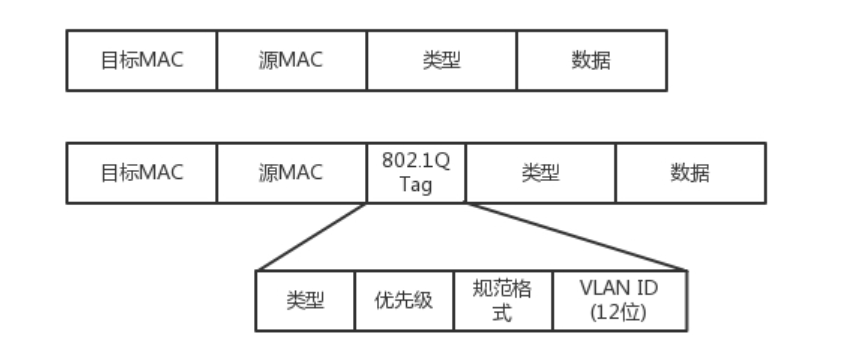 目标MAC
源MAC
类型
数据
目标MAC
源MAC
802.1Q
Tag
类型
数据
类型
优先级
规范格
式
VLAN ID
(12位)